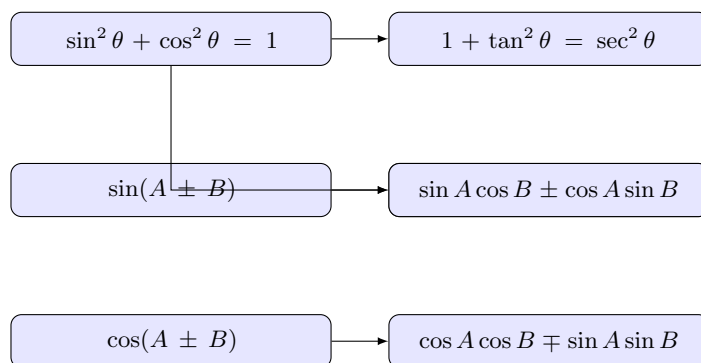 sin² θ + cos² θ = 1
1 + tan² θ = sec² θ
sin(A ± B)
sin A cos B ± cos A sin B
cos(A ± B)
cos A cos B ∓ sin A sin B